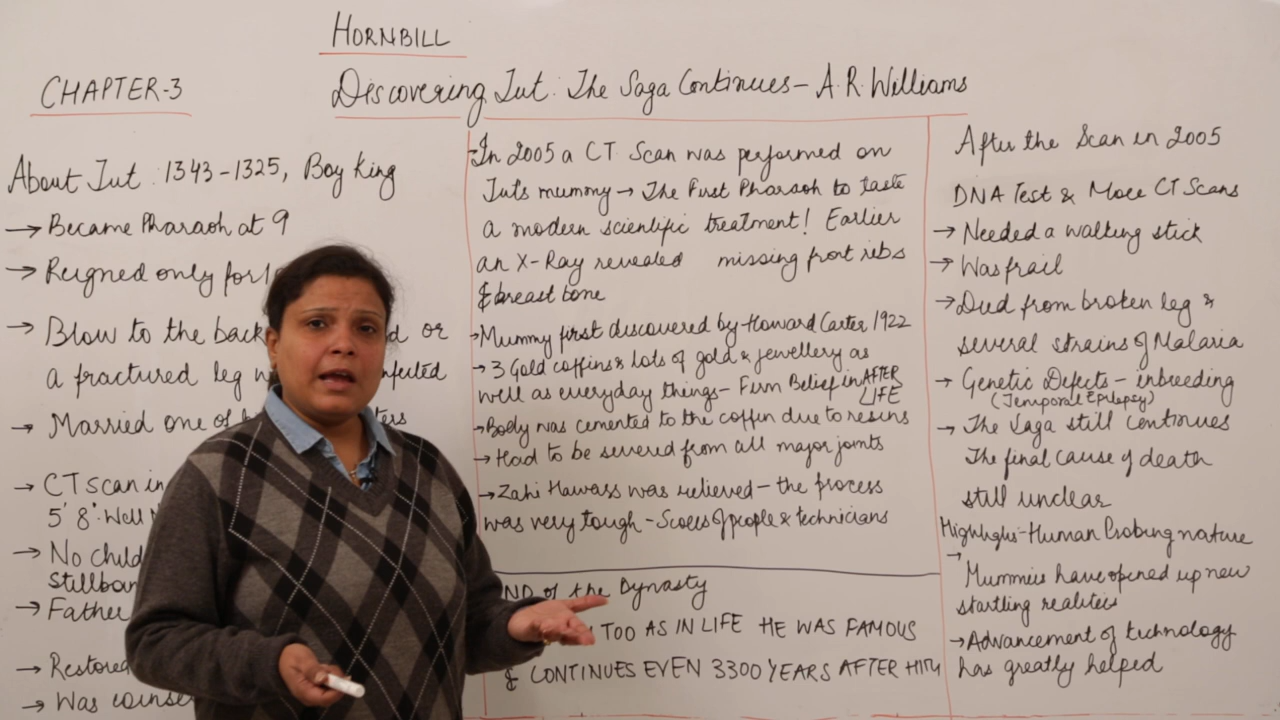 HORNBILL
CHAPTER-3
Discovering Tut: The Saga Continues - A.R. Williams
About Tut: 1343-1325, Boy King
→ Became Pharaoh at 9
→ Reigned only for
→ Blow to the back or
a fractured leg
→ Married one of
→ CT scan in
5' 8" Well
→ No child
→ Father
→ Restored
→ Was
-In 2005 a CT Scan was performed on
Tut's mummy → The First Pharaoh to taste
a modern scientific treatment! Earlier
an X-Ray revealed missing front ribs
& breast bone
→ Mummy first discovered by Howard Carter 1922
→ 3 Gold coffins & lots of gold & jewellery as
well as everyday things - Firm Belief in AFTER
LIFE
→ Body was cemented to the coffin due to resins
→ Had to be severed from all major joints
→ Zahi Hawass was relieved - the process
was very tough - Scores of people & technicians
of the Dynasty
TOO AS IN LIFE HE WAS FAMOUS
& CONTINUES EVEN 3300 YEARS AFTER
After the Scan in 2005
DNA Test & More CT Scans
→ Needed a walking stick
→ Was frail
→ Died from broken leg &
several strains of Malaria
→ Genetic Defects - inbreeding
(Temporal Epilepsy)
→ The Saga still continues
The final cause of death
still unclear
Highlights - Human Probing nature
→
Mummies have opened up new
startling realities
→ Advancement of technology
has greatly helped